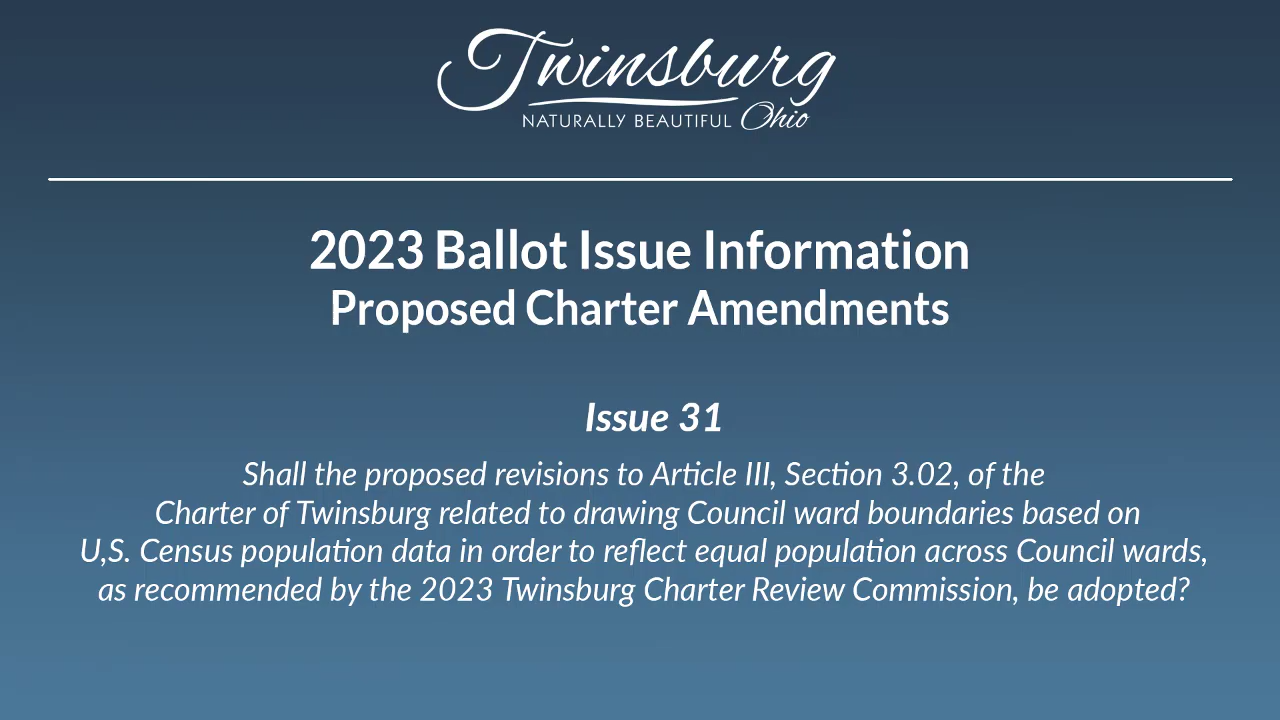 Twinsburg
NATURALLY BEAUTIFUL Ohio
2023 Ballot Issue Information
Proposed Charter Amendments
Issue 31
Shall the proposed revisions to Article III, Section 3.02, of the
Charter of Twinsburg related to drawing Council ward boundaries based on
U,S. Census population data in order to reflect equal population across Council wards,
as recommended by the 2023 Twinsburg Charter Review Commission, be adopted?